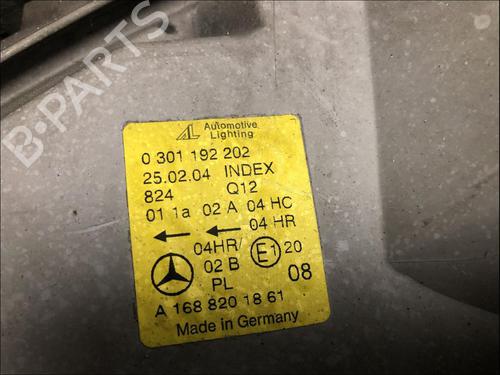 B-PARTS
AL Automotive
Lighting
0 301 192 202
25.02.04 INDEX
824 Q12
01 1a 02 A 04 HC
04 HR
04HR/ E1 20
02 B 08
PL
A 168 820 18 61
Made in Germany